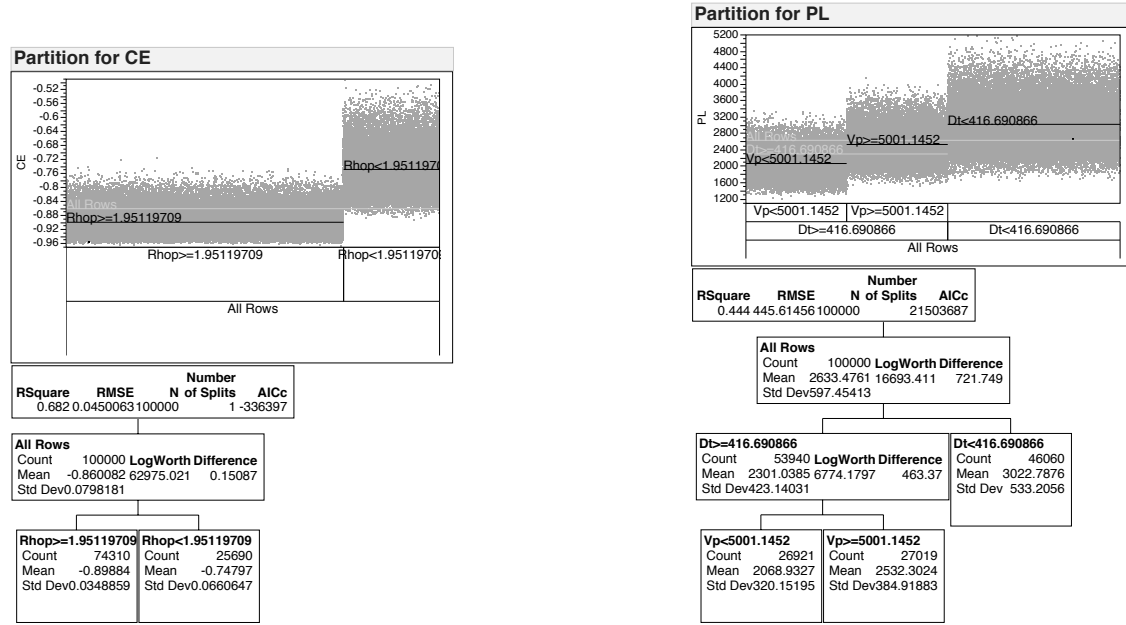 Partition for CE
-0.52
-0.56
-0.6
-0.64
-0.68
-0.72
-0.76
-0.8
-0.84
-0.88
-0.92
-0.96
CE
Rhop<1.9511970
All Rows
Rhop>=1.95119709
Rhop>=1.95119709
Rhop<1.9511970
All Rows
RSquare RMSE N Number of Splits AICc
0.682 0.0450063 100000 1 -336397
All Rows
Count 100000 LogWorth Difference
Mean -0.860082 62975.021 0.15087
Std Dev 0.0798181
Rhop>=1.95119709
Count 74310
Mean -0.89884
Std Dev 0.0348859
Rhop<1.95119709
Count 25690
Mean -0.74797
Std Dev 0.0660647
Partition for PL
5200
4800
4400
4000
3600
3200
2800
2400
2000
1600
1200
PL
Dt<416.690866
All Rows
Vp>=5001.1452
Dt>=416.690866
Vp<5001.1452
Vp<5001.1452 Vp>=5001.1452
Dt>=416.690866 Dt<416.690866
All Rows
RSquare RMSE N Number of Splits AICc
0.444 445.61456 100000 2 1503687
All Rows
Count 100000 LogWorth Difference
Mean 2633.4761 16693.411 721.749
Std Dev 597.45413
Dt>=416.690866
Count 53940 LogWorth Difference
Mean 2301.0385 6774.1797 463.37
Std Dev 423.14031
Dt<416.690866
Count 46060
Mean 3022.7876
Std Dev 533.2056
Vp<5001.1452
Count 26921
Mean 2068.9327
Std Dev 320.15195
Vp>=5001.1452
Count 27019
Mean 2532.3024
Std Dev 384.91883